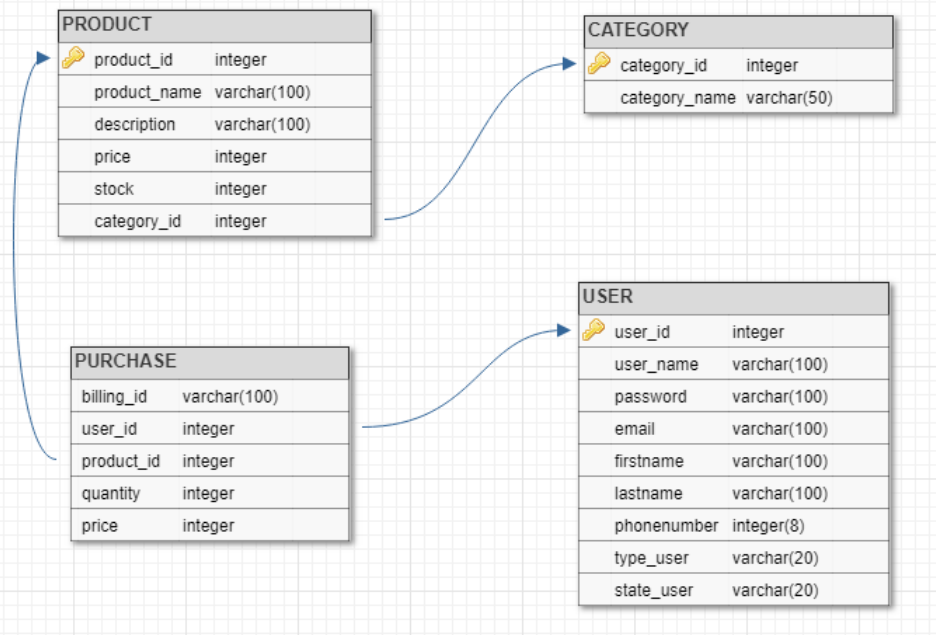 PRODUCT
product_id integer
product_name varchar(100)
description varchar(100)
price integer
stock integer
category_id integer
CATEGORY
category_id integer
category_name varchar(50)
PURCHASE
billing_id varchar(100)
user_id integer
product_id integer
quantity integer
price integer
USER
user_id integer
user_name varchar(100)
password varchar(100)
email varchar(100)
firstname varchar(100)
lastname varchar(100)
phonenumber integer(8)
type_user varchar(20)
state_user varchar(20)